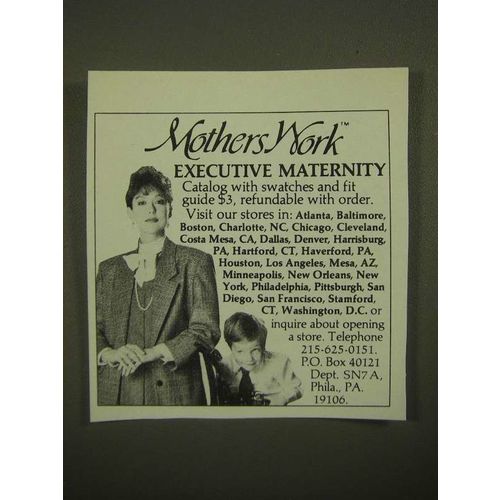 Mothers Work™
EXECUTIVE MATERNITY
Catalog with swatches and fit
guide $3, refundable with order.
Visit our stores in: Atlanta, Baltimore,
Boston, Charlotte, NC, Chicago, Cleveland,
Costa Mesa, CA, Dallas, Denver, Harrisburg,
PA, Hartford, CT, Haverford, PA,
Houston, Los Angeles, Mesa, AZ,
Minneapolis, New Orleans, New
York, Philadelphia, Pittsburgh, San
Diego, San Francisco, Stamford,
CT, Washington, D.C. or
inquire about opening
a store. Telephone
215-625-0151.
P.O. Box 40121
Dept. SN7A,
Phila., PA.
19106.